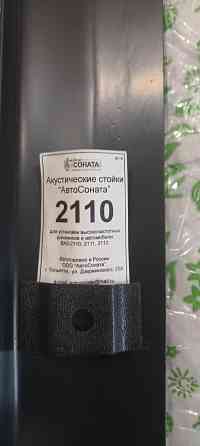 СОНАТА
Акустические стойки
"АвтоСоната"
2110
для установки высокочастотных
динамиков в автомобили
ВАЗ-2110, 2111, 2112
Изготовлено в России
ООО "АвтоСоната"
г. Тольятти, ул. Дзержинского, 25А